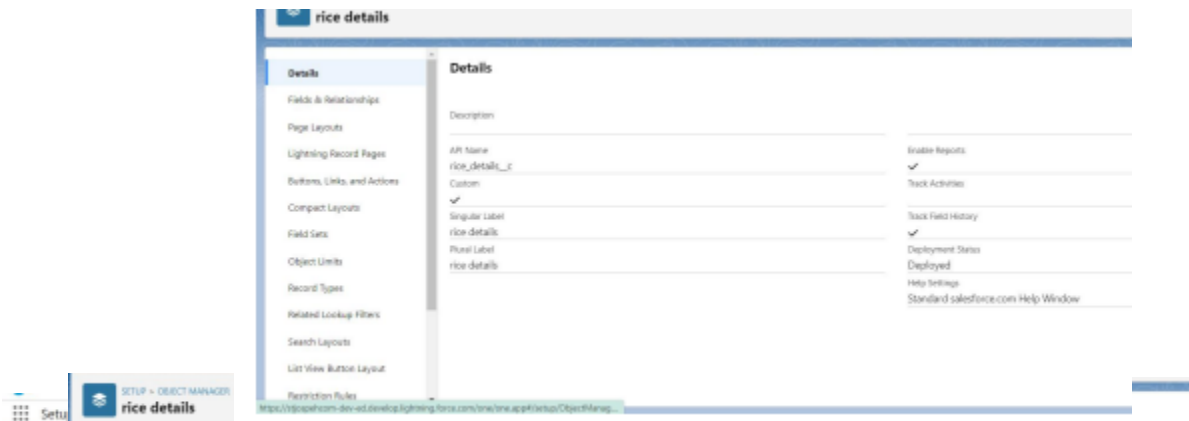 rice details
Details
Fields & Relationships
Page Layouts
Lightning Record Pages
Buttons, Links, and Actions
Compact Layouts
Field Sets
Object Limits
Record Types
Related Lookup Filters
Search Layouts
List View Button Layout
Restriction Rules
Details
Description
API Name
rice_details__c
Custom
Singular Label
rice details
Plural Label
rice details
Enable Reports
Track Activities
Track Field History
Deployment Status
Deployed
Help Settings
Standard salesforce.com Help Window
SETUP > OBJECT MANAGER
rice details
Setu